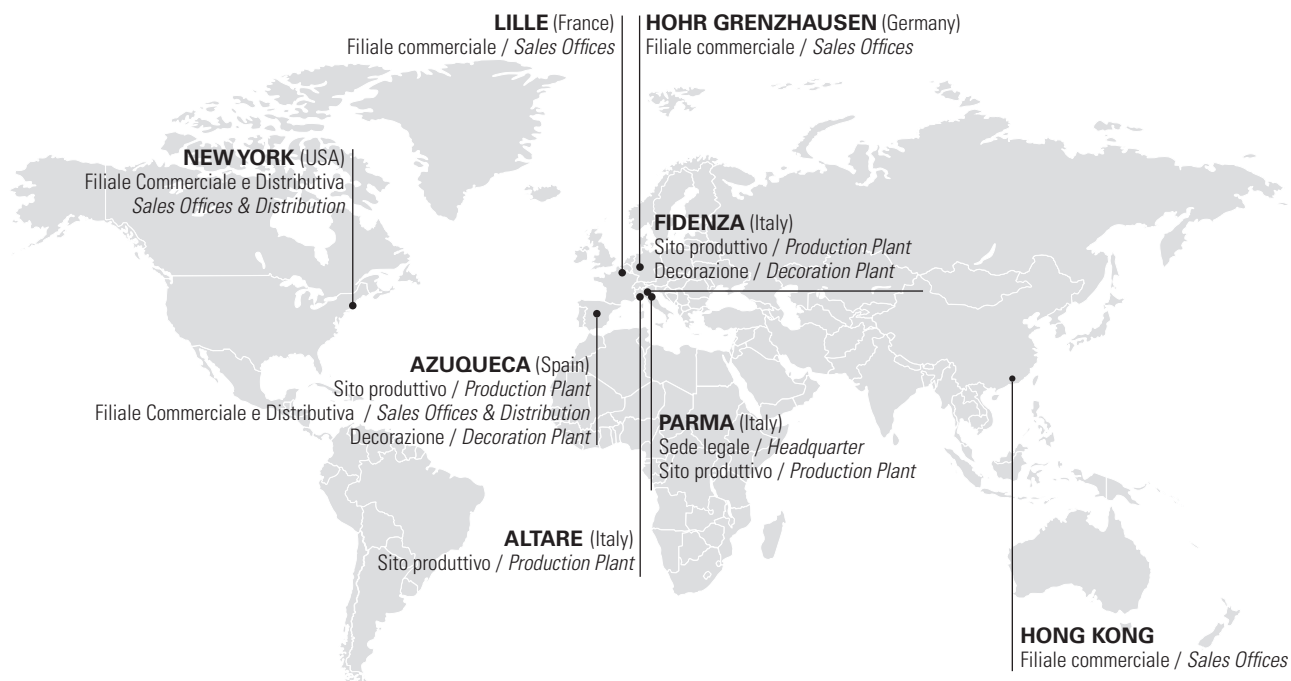 LILLE (France)
Filiale commerciale / Sales Offices
HOHR GRENZHAUSEN (Germany)
Filiale commerciale / Sales Offices
NEW YORK (USA)
Filiale Commerciale e Distributiva
Sales Offices & Distribution
FIDENZA (Italy)
Sito produttivo / Production Plant
Decorazione / Decoration Plant
AZUQUECA (Spain)
Sito produttivo / Production Plant
Filiale Commerciale e Distributiva / Sales Offices & Distribution
Decorazione / Decoration Plant
PARMA (Italy)
Sede legale / Headquarter
Sito produttivo / Production Plant
ALTARE (Italy)
Sito produttivo / Production Plant
HONG KONG
Filiale commerciale / Sales Offices